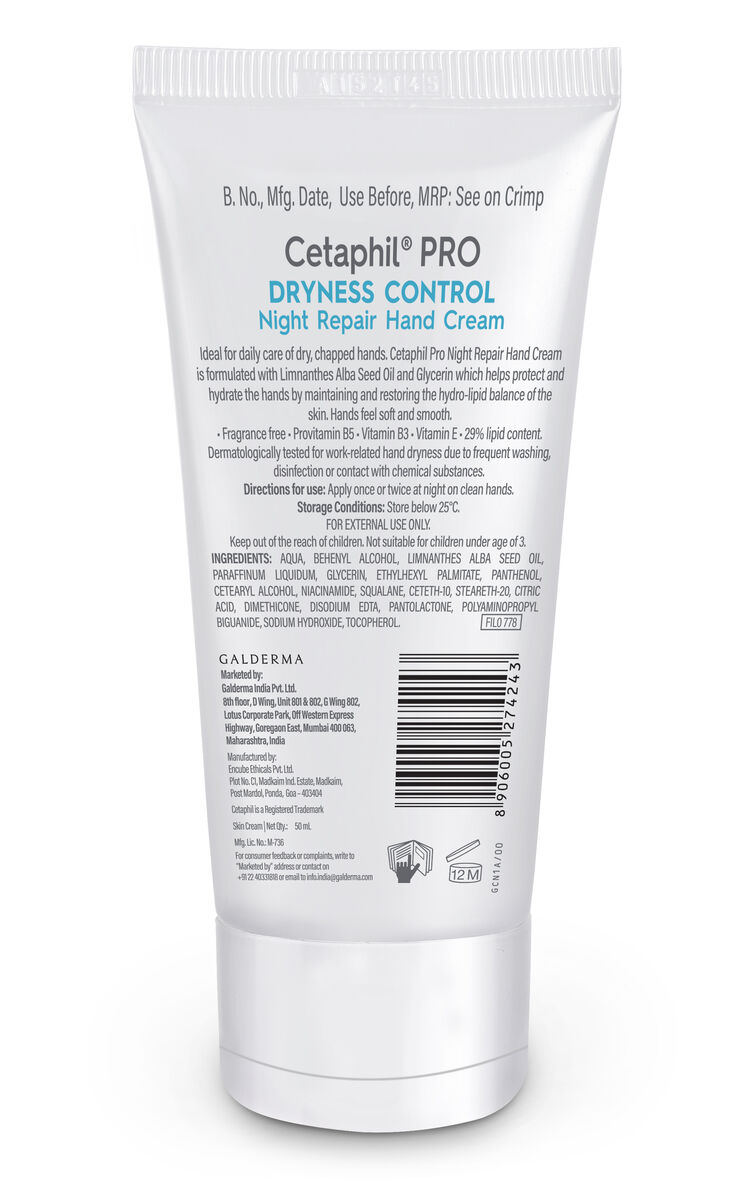 A152145
B. No., Mfg. Date, Use Before, MRP: See on Crimp
Cetaphil® PRO
DRYNESS CONTROL
Night Repair Hand Cream
Ideal for daily care of dry, chapped hands. Cetaphil Pro Night Repair Hand Cream
is formulated with Limnanthes Alba Seed Oil and Glycerin which helps protect and
hydrate the hands by maintaining and restoring the hydro-lipid balance of the
skin. Hands feel soft and smooth.
• Fragrance free • Provitamin B5 • Vitamin B3 • Vitamin E • 29% lipid content.
Dermatologically tested for work-related hand dryness due to frequent washing,
disinfection or contact with chemical substances.
Directions for use: Apply once or twice at night on clean hands.
Storage Conditions: Store below 25°C.
FOR EXTERNAL USE ONLY.
Keep out of the reach of children. Not suitable for children under age of 3.
INGREDIENTS: AQUA, BEHENYL ALCOHOL, LIMNANTHES ALBA SEED OIL,
PARAFFINUM LIQUIDUM, GLYCERIN, ETHYLHEXYL PALMITATE, PANTHENOL,
CETEARYL ALCOHOL, NIACINAMIDE, SQUALANE, CETETH-10, STEARETH-20, CITRIC
ACID, DIMETHICONE, DISODIUM EDTA, PANTOLACTONE, POLYAMINOPROPYL
BIGUANIDE, SODIUM HYDROXIDE, TOCOPHEROL.
FILO 778
GALDERMA
Marketed by:
Galderma India Pvt. Ltd.
8th floor, D Wing, Unit 801 & 802, G Wing 802,
Lotus Corporate Park, Off Western Express
Highway, Goregaon East, Mumbai 400 063,
Maharashtra, India
Manufactured by:
Encube Ethicals Pvt. Ltd.
Plot No. C1, Madkaim Ind. Estate, Madkaim,
Post Mardol, Ponda, Goa – 403404
Cetaphil is a Registered Trademark
Skin Cream | Net Qty.: 50 mL
Mfg. Lic. No.: M-736
For consumer feedback or complaints, write to
"Marketed by" address or contact on
+91 22 40331818 or email to info.india@galderma.com
8 906005 274243
12 M
GCN1A/00